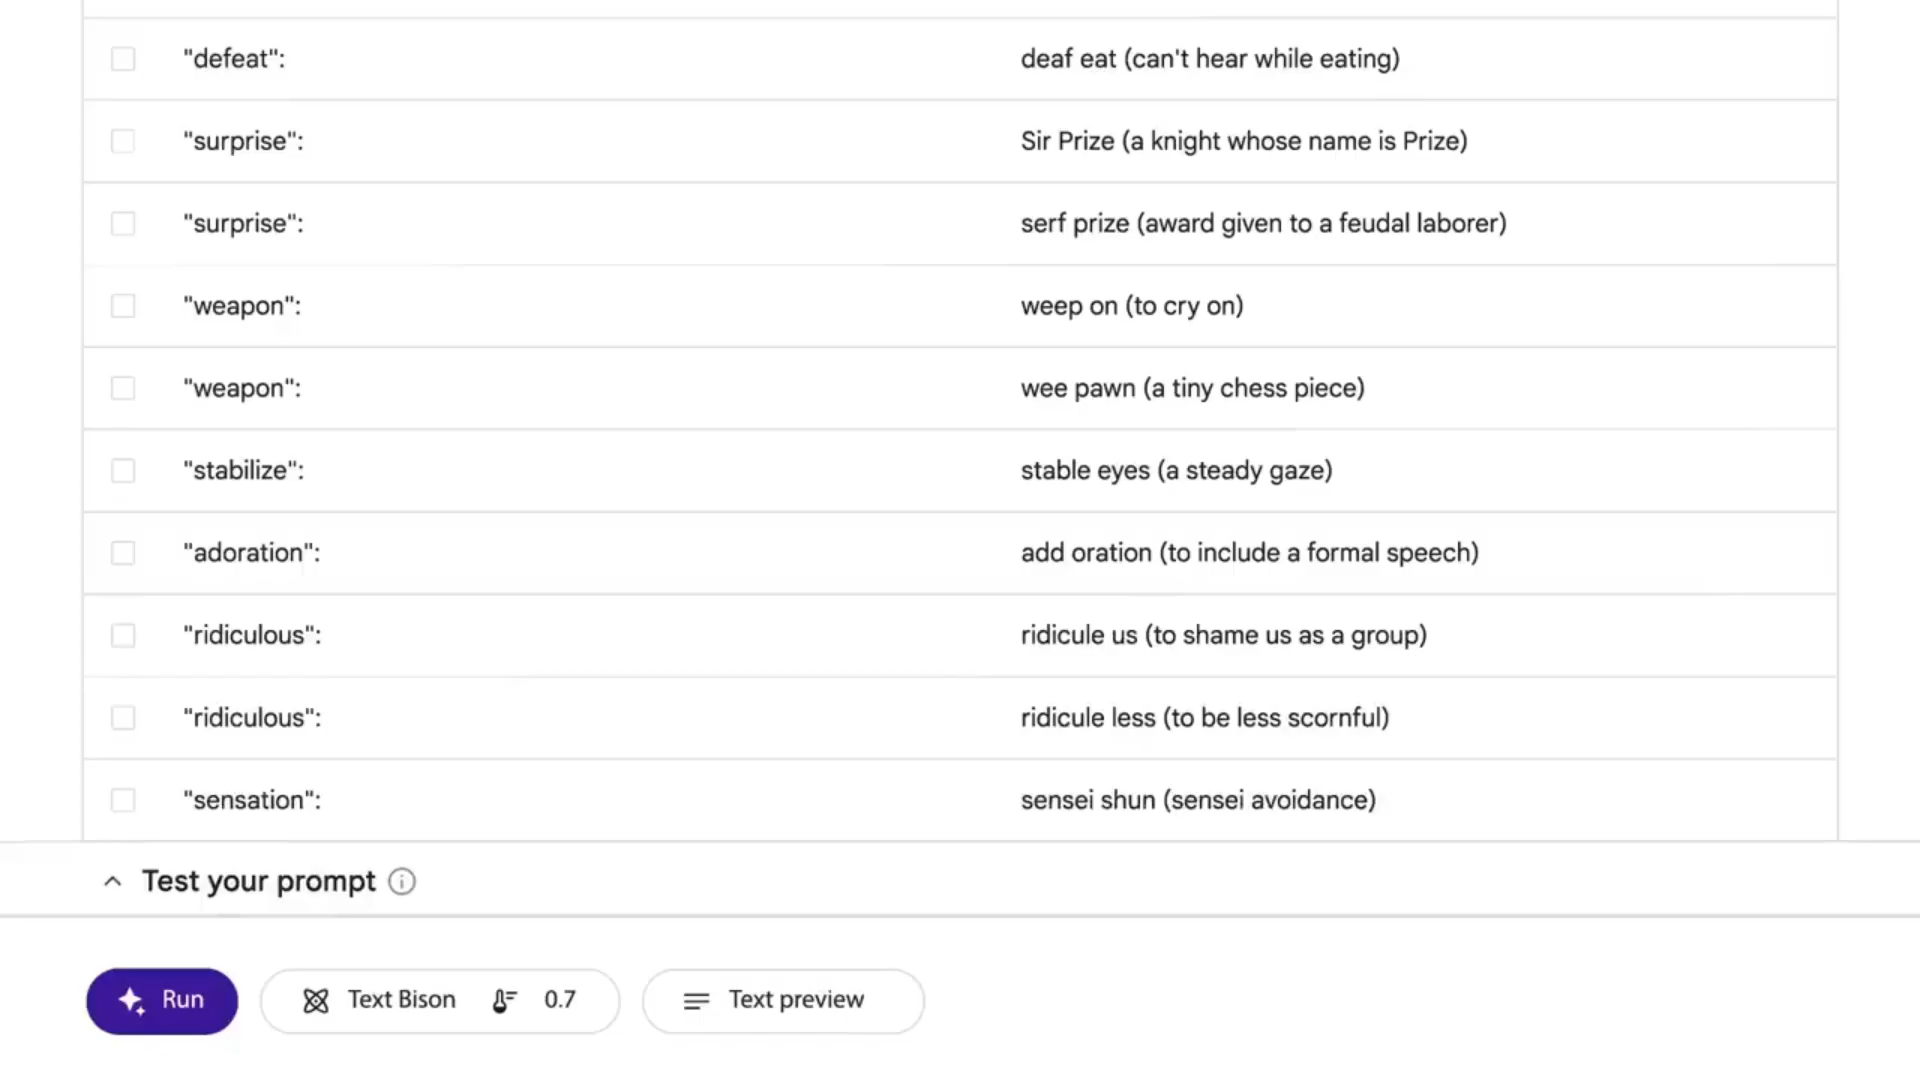 "defeat": deaf eat (can't hear while eating)
"surprise": Sir Prize (a knight whose name is Prize)
"surprise": serf prize (award given to a feudal laborer)
"weapon": weep on (to cry on)
"weapon": wee pawn (a tiny chess piece)
"stabilize": stable eyes (a steady gaze)
"adoration": add oration (to include a formal speech)
"ridiculous": ridicule us (to shame us as a group)
"ridiculous": ridicule less (to be less scornful)
"sensation": sensei shun (sensei avoidance)
Test your prompt
Run Text Bison 0.7 Text preview